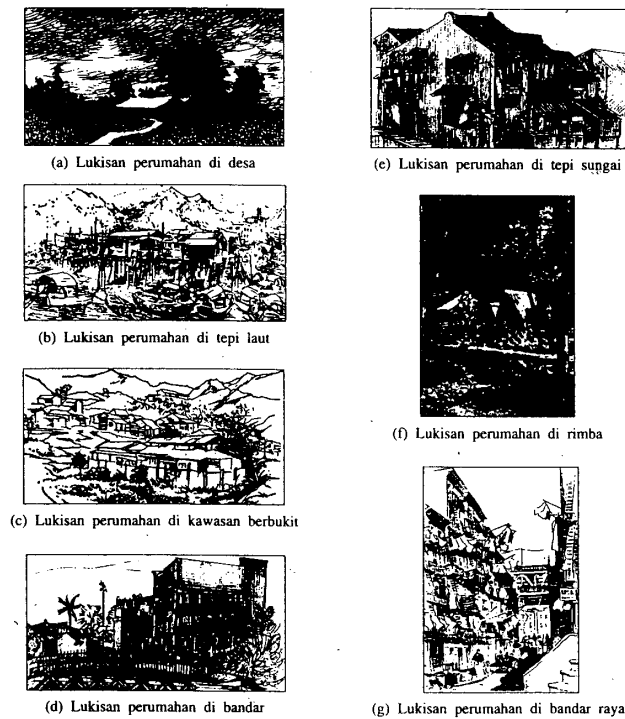 (a) Lukisan perumahan di desa
(b) Lukisan perumahan di tepi laut
(c) Lukisan perumahan di kawasan berbukit
(d) Lukisan perumahan di bandar
(e) Lukisan perumahan di tepi sungai
(f) Lukisan perumahan di rimba
(g) Lukisan perumahan di bandar raya